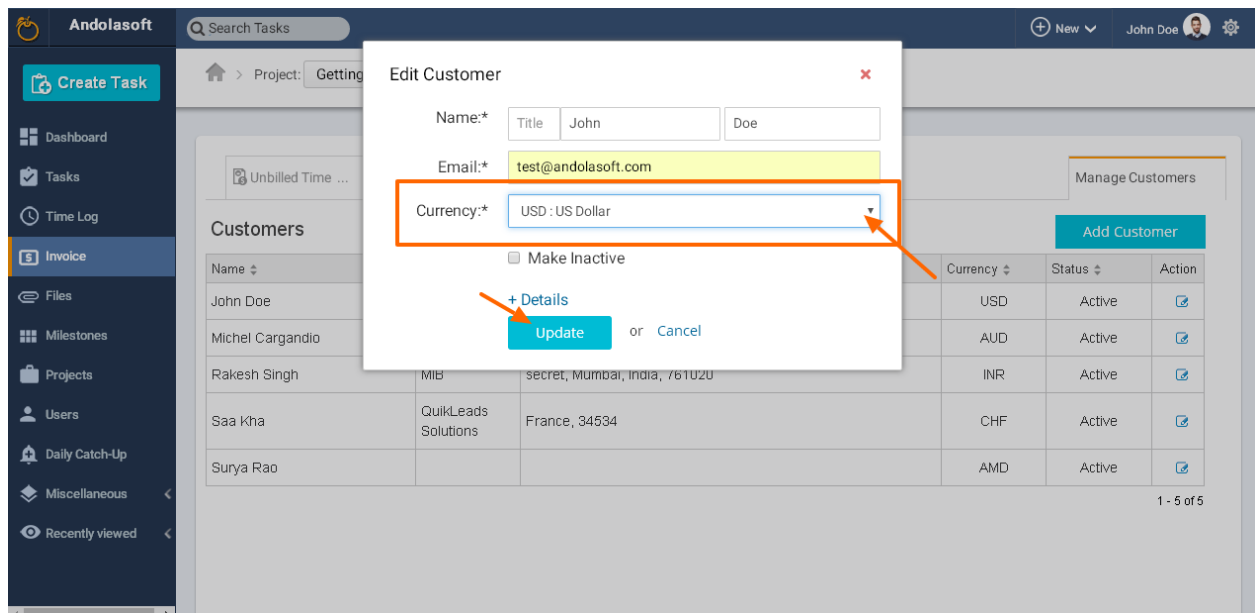 Andolasoft
Search Tasks
New
John Doe
Create Task
Dashboard
Tasks
Time Log
Invoice
Files
Milestones
Projects
Users
Daily Catch-Up
Miscellaneous
Recently viewed
> Project: Getting
Edit Customer
Name:* Title John Doe
Email:* test@andolasoft.com
Currency:* USD : US Dollar
Make Inactive
+ Details
Update or Cancel
Unbilled Time ...
Manage Customers
Customers
Add Customer
Name Currency Status Action
John Doe USD Active
Michel Cargandio AUD Active
Rakesh Singh MIB secret, Mumbai, India, 761020 INR Active
Saa Kha QuikLeads Solutions France, 34534 CHF Active
Surya Rao AMD Active
1 - 5 of 5